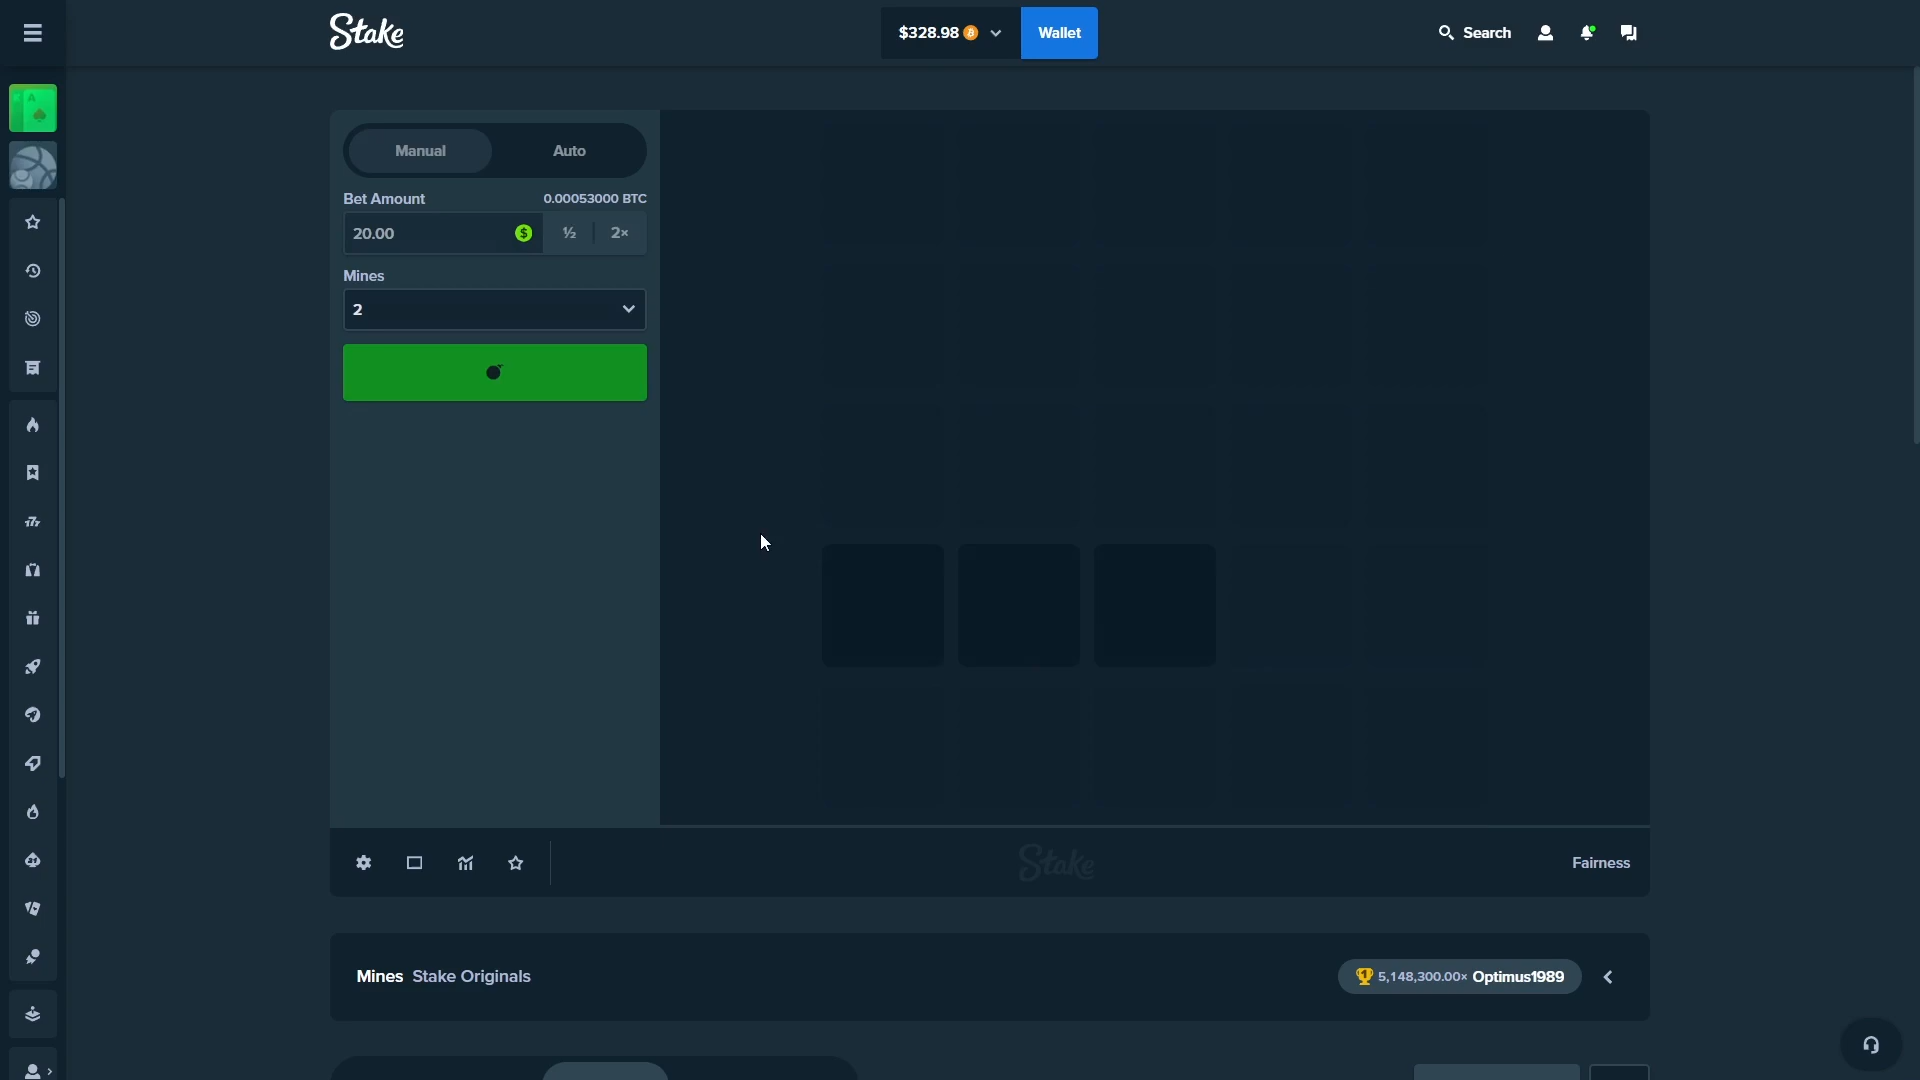 Stake
$328.98
Wallet
Search
A
Manual
Auto
Bet Amount
0.00053000 BTC
20.00
$
½
2×
Mines
2
Stake
Fairness
Mines Stake Originals
1 5,148,300.00× Optimus1989